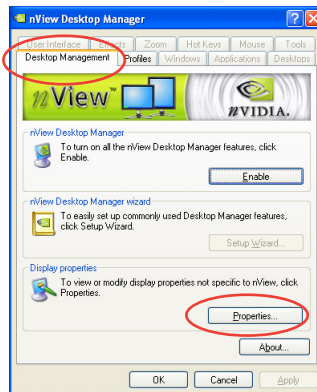 nView Desktop Manager
User Interface Effects Zoom Hot Keys Mouse Tools
Desktop Management Profiles Windows Applications Desktops
nView™ nVIDIA.
nView Desktop Manager
To turn on all the nView Desktop Manager features, click
Enable.
Enable
nView Desktop Manager wizard
To easily set up commonly used Desktop Manager features,
click Setup Wizard.
Setup Wizard...
Display properties
To view or modify display properties not specific to nView, click
Properties.
Properties...
About...
OK Cancel Apply